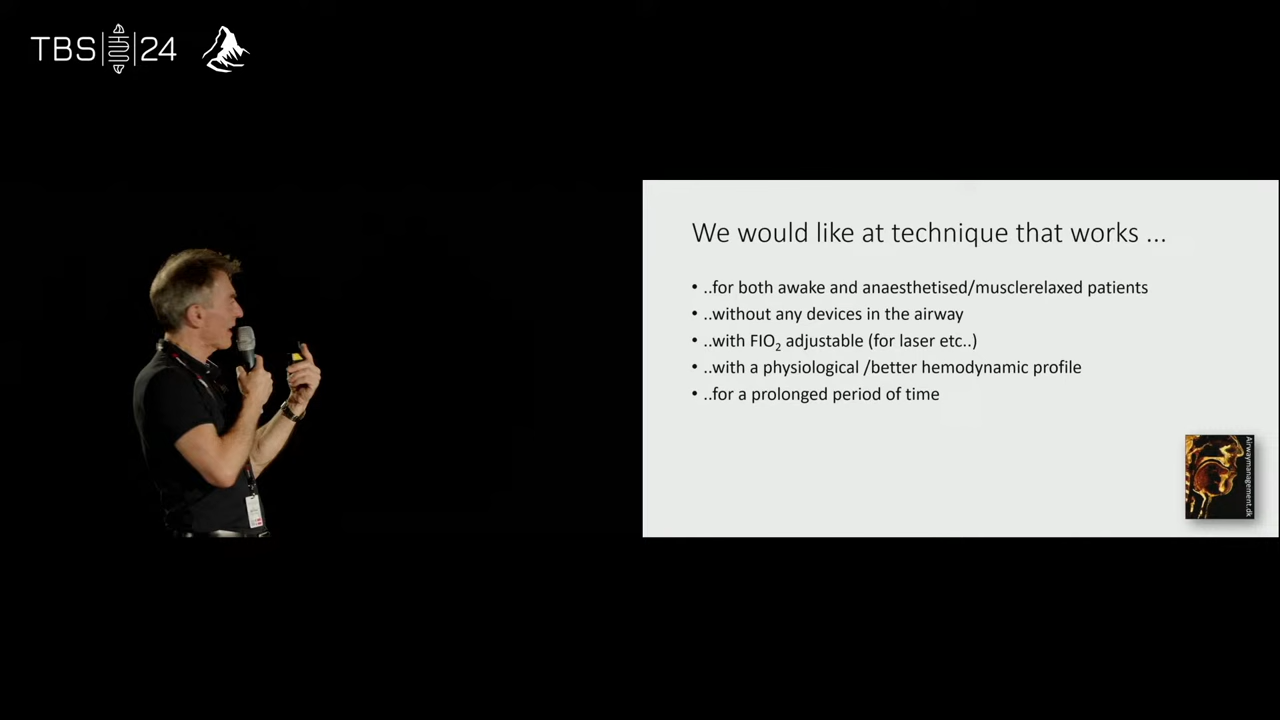 TBS 24
We would like at technique that works ...
• ..for both awake and anaesthetised/musclerelaxed patients
• ..without any devices in the airway
• ..with FIO₂ adjustable (for laser etc..)
• ..with a physiological /better hemodynamic profile
• ..for a prolonged period of time
Airwaymanagement.dk